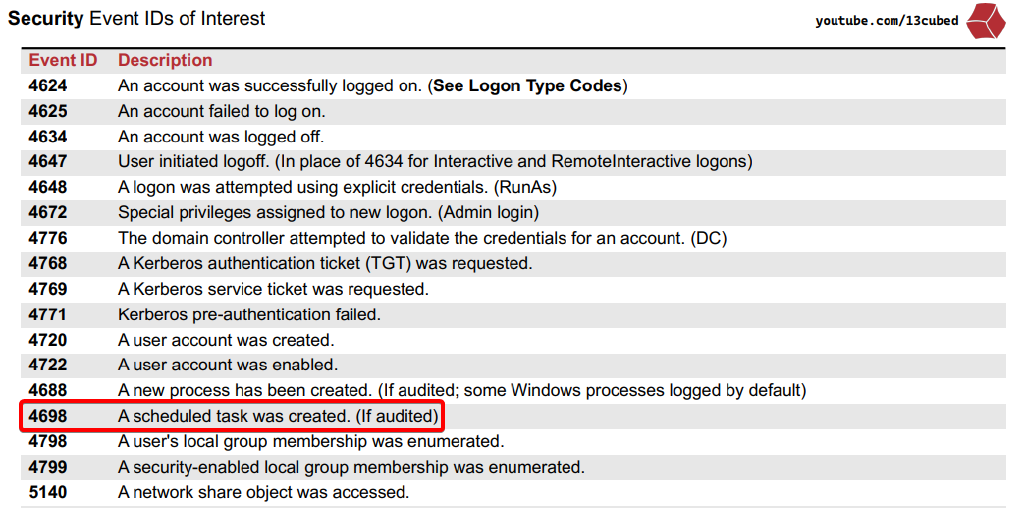 Security Event IDs of Interest
youtube.com/13cubed
Event ID Description
4624 An account was successfully logged on. (See Logon Type Codes)
4625 An account failed to log on.
4634 An account was logged off.
4647 User initiated logoff. (In place of 4634 for Interactive and RemoteInteractive logons)
4648 A logon was attempted using explicit credentials. (RunAs)
4672 Special privileges assigned to new logon. (Admin login)
4776 The domain controller attempted to validate the credentials for an account. (DC)
4768 A Kerberos authentication ticket (TGT) was requested.
4769 A Kerberos service ticket was requested.
4771 Kerberos pre-authentication failed.
4720 A user account was created.
4722 A user account was enabled.
4688 A new process has been created. (If audited; some Windows processes logged by default)
4698 A scheduled task was created. (If audited)
4798 A user's local group membership was enumerated.
4799 A security-enabled local group membership was enumerated.
5140 A network share object was accessed.